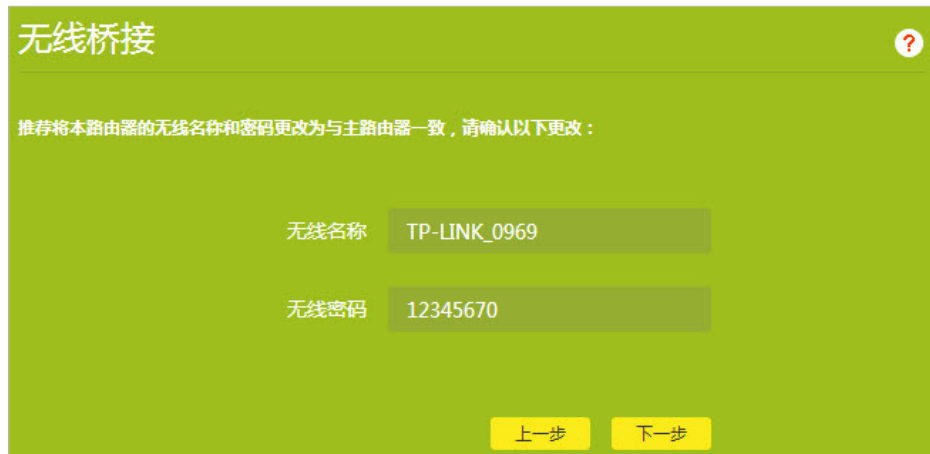 无线桥接
?
推荐将本路由器的无线名称和密码更改为与主路由器一致，请确认以下更改：
无线名称 TP-LINK_0969
无线密码 12345670
上一步 下一步